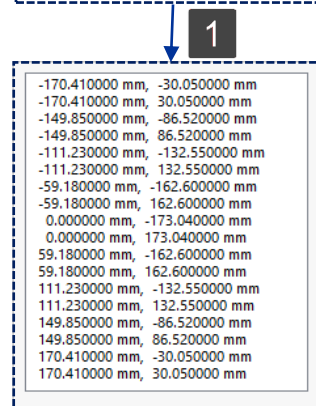 1
-170.410000 mm, -30.050000 mm
-170.410000 mm, 30.050000 mm
-149.850000 mm, -86.520000 mm
-149.850000 mm, 86.520000 mm
-111.230000 mm, -132.550000 mm
-111.230000 mm, 132.550000 mm
-59.180000 mm, -162.600000 mm
-59.180000 mm, 162.600000 mm
0.000000 mm, -173.040000 mm
0.000000 mm, 173.040000 mm
59.180000 mm, -162.600000 mm
59.180000 mm, 162.600000 mm
111.230000 mm, -132.550000 mm
111.230000 mm, 132.550000 mm
149.850000 mm, -86.520000 mm
149.850000 mm, 86.520000 mm
170.410000 mm, -30.050000 mm
170.410000 mm, 30.050000 mm